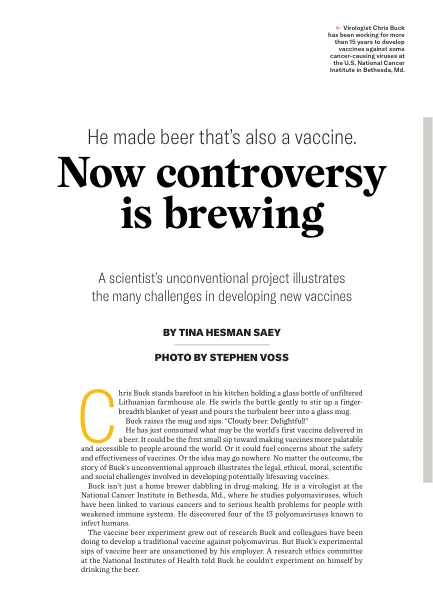 ← Virologist Chris Buck
has been working for more
than 15 years to develop
vaccines against some
cancer-causing viruses at
the U.S. National Cancer
Institute in Bethesda, Md.
He made beer that's also a vaccine.
Now controversy
is brewing
A scientist's unconventional project illustrates
the many challenges in developing new vaccines
BY TINA HESMAN SAEY
PHOTO BY STEPHEN VOSS
Chris Buck stands barefoot in his kitchen holding a glass bottle of unfiltered
Lithuanian farmhouse ale. He swirls the bottle gently to stir up a finger-
breadth blanket of yeast and pours the turbulent beer into a glass mug.
Buck raises the mug and sips. “Cloudy beer. Delightful!”
He has just consumed what may be the world's first vaccine delivered in
a beer. It could be the first small sip toward making vaccines more palatable
and accessible to people around the world. Or it could fuel concerns about the safety
and effectiveness of vaccines. Or the idea may go nowhere. No matter the outcome, the
story of Buck's unconventional approach illustrates the legal, ethical, moral, scientific
and social challenges involved in developing potentially lifesaving vaccines.
Buck isn't just a home brewer dabbling in drug-making. He is a virologist at the
National Cancer Institute in Bethesda, Md., where he studies polyomaviruses, which
have been linked to various cancers and to serious health problems for people with
weakened immune systems. He discovered four of the 13 polyomaviruses known to
infect humans.
The vaccine beer experiment grew out of research Buck and colleagues have been
doing to develop a traditional vaccine against polyomavirus. But Buck's experimental
sips of vaccine beer are unsanctioned by his employer. A research ethics committee
at the National Institutes of Health told Buck he couldn't experiment on himself by
drinking the beer.